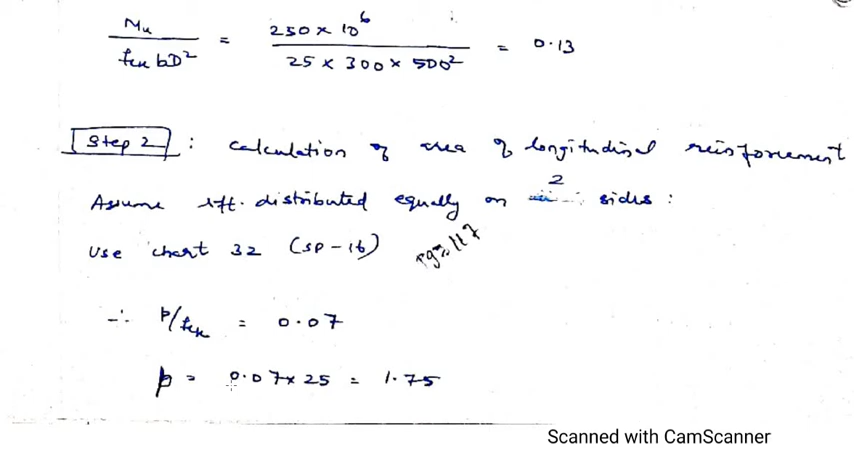 Mu / fck bD² = 250 × 10⁶ / 25 × 300 × 500² = 0.13
Step 2 : Calculation of area of longitudinal reinforcement
Assume rft. distributed equally on 2 sides :
Use chart 32 (SP-16) pg=117
∴ p/fck = 0.07
p = 0.07 × 25 = 1.75
Scanned with CamScanner